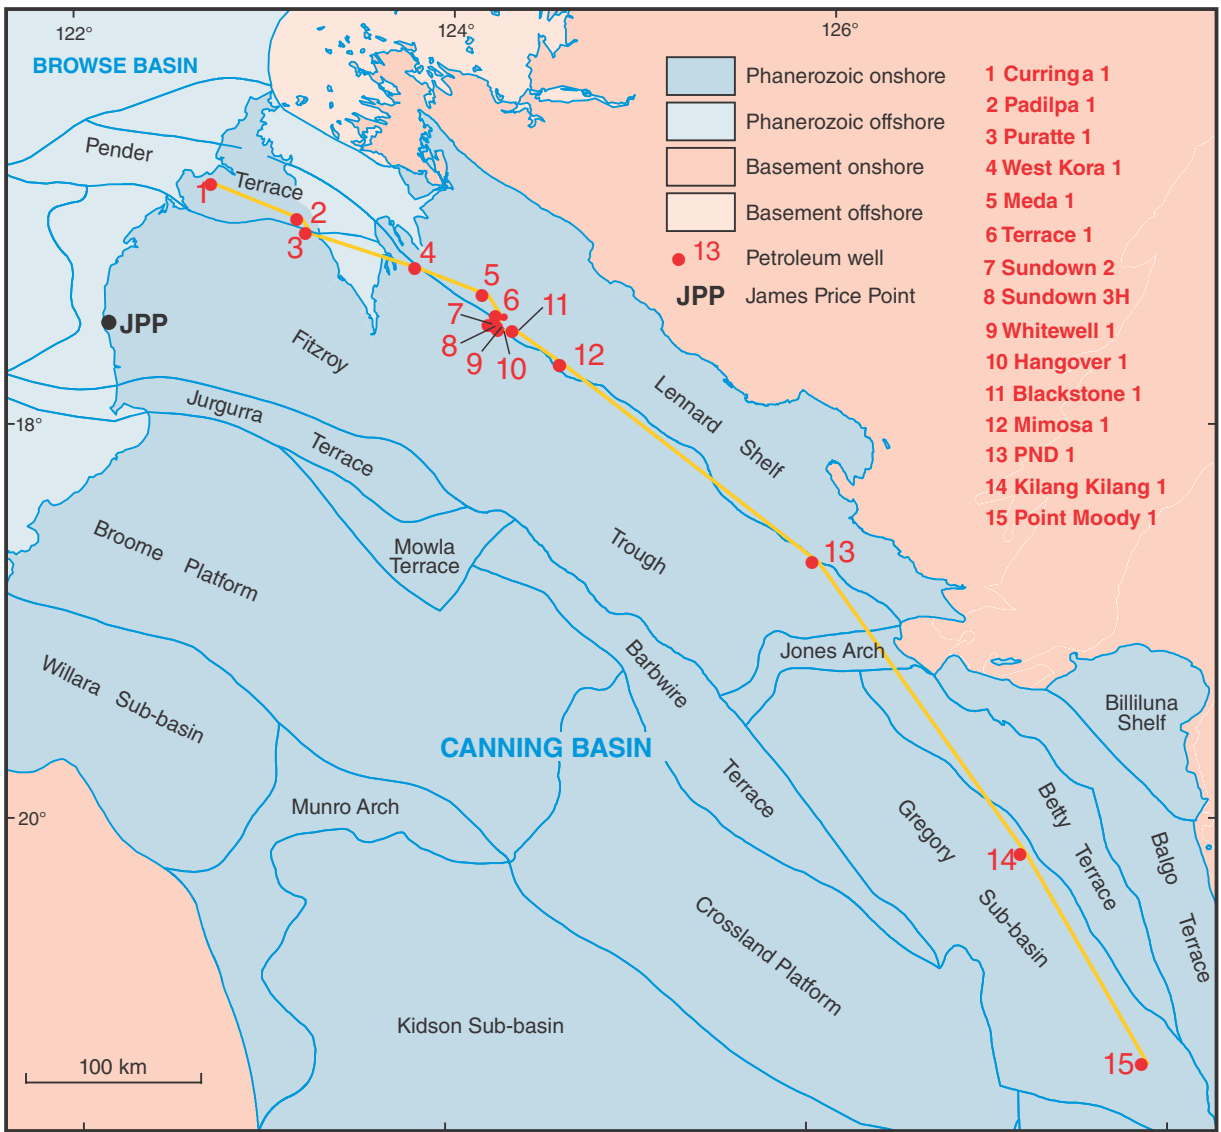 122°
124°
126°
BROWSE BASIN
Phanerozoic onshore
Phanerozoic offshore
Basement onshore
Basement offshore
13 Petroleum well
JPP James Price Point
1 Curringa 1
2 Padilpa 1
3 Puratte 1
4 West Kora 1
5 Meda 1
6 Terrace 1
7 Sundown 2
8 Sundown 3H
9 Whitewell 1
10 Hangover 1
11 Blackstone 1
12 Mimosa 1
13 PND 1
14 Kilang Kilang 1
15 Point Moody 1
Pender
Terrace
1
2
3
4
5
6
7
8
9
10
11
12
JPP
Fitzroy
Lennard
Shelf
18°
Jurgurra
Terrace
Broome
Platform
Mowla
Terrace
Trough
13
Willara
Sub-basin
Barbwire
Terrace
Jones Arch
Billiluna
Shelf
CANNING BASIN
20°
Munro Arch
Gregory
Sub-basin
Betty
Terrace
Balgo
Terrace
14
Crossland Platform
Kidson Sub-basin
15
100 km